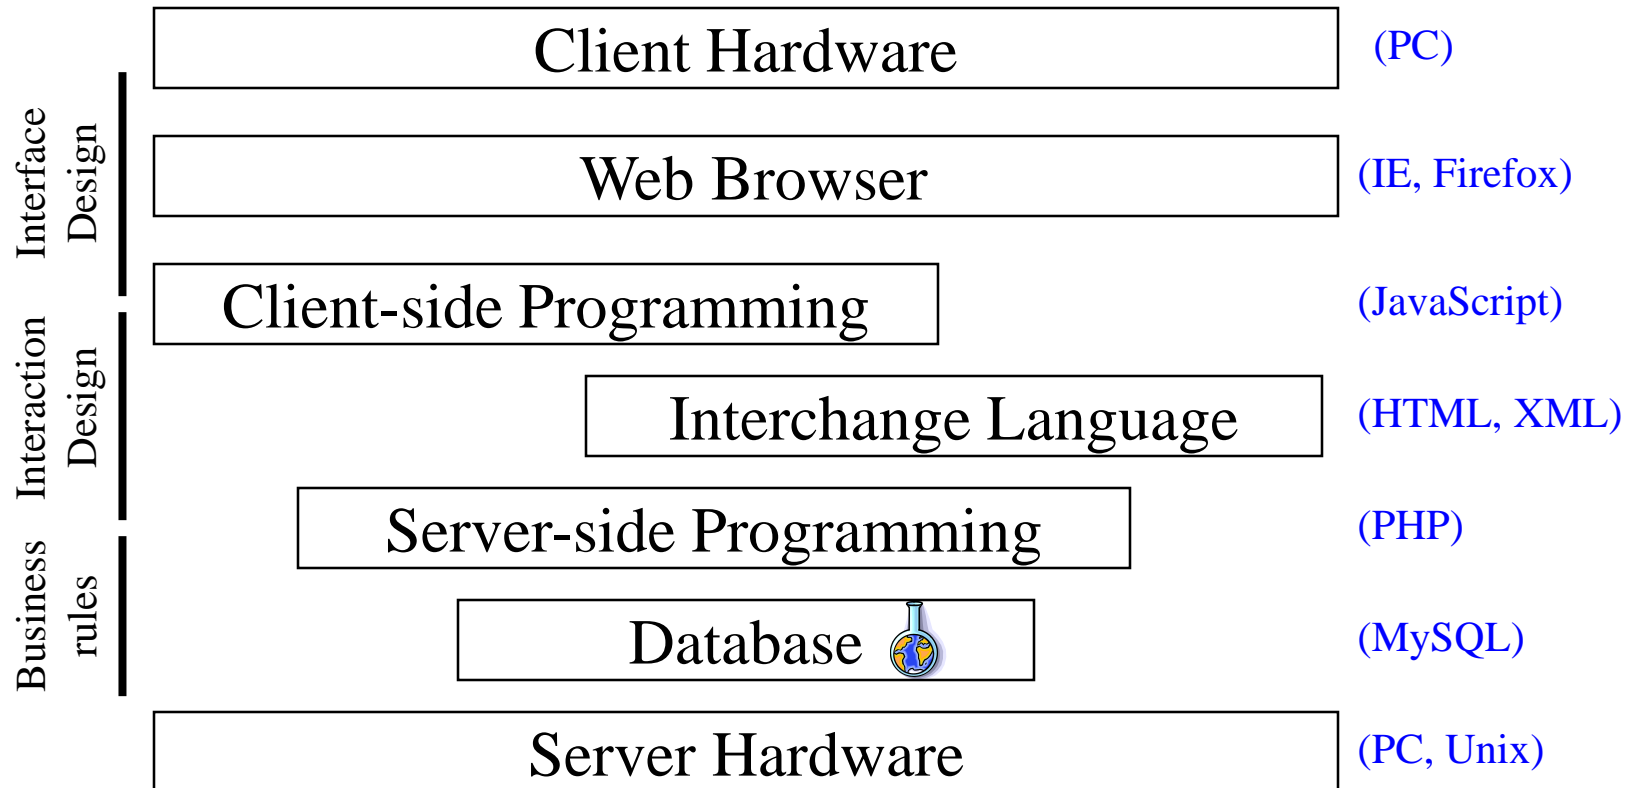 Client Hardware (PC)
Interface
Design
Web Browser (IE, Firefox)
Client-side Programming (JavaScript)
Interaction
Design
Interchange Language (HTML, XML)
Server-side Programming (PHP)
Business
rules
Database (MySQL)
Server Hardware (PC, Unix)